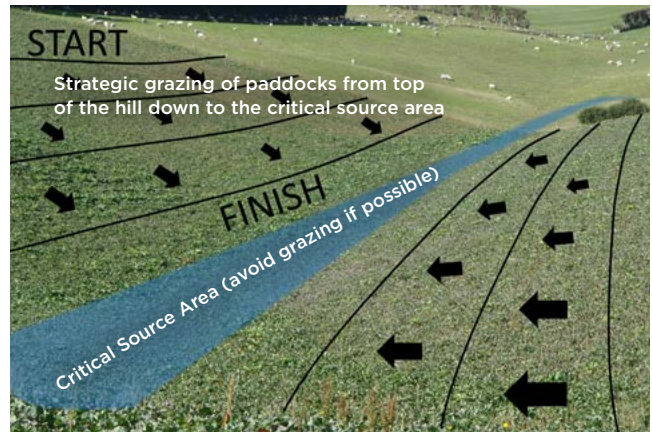 START
Strategic grazing of paddocks from top
of the hill down to the critical source area
FINISH
Critical Source Area (avoid grazing if possible)